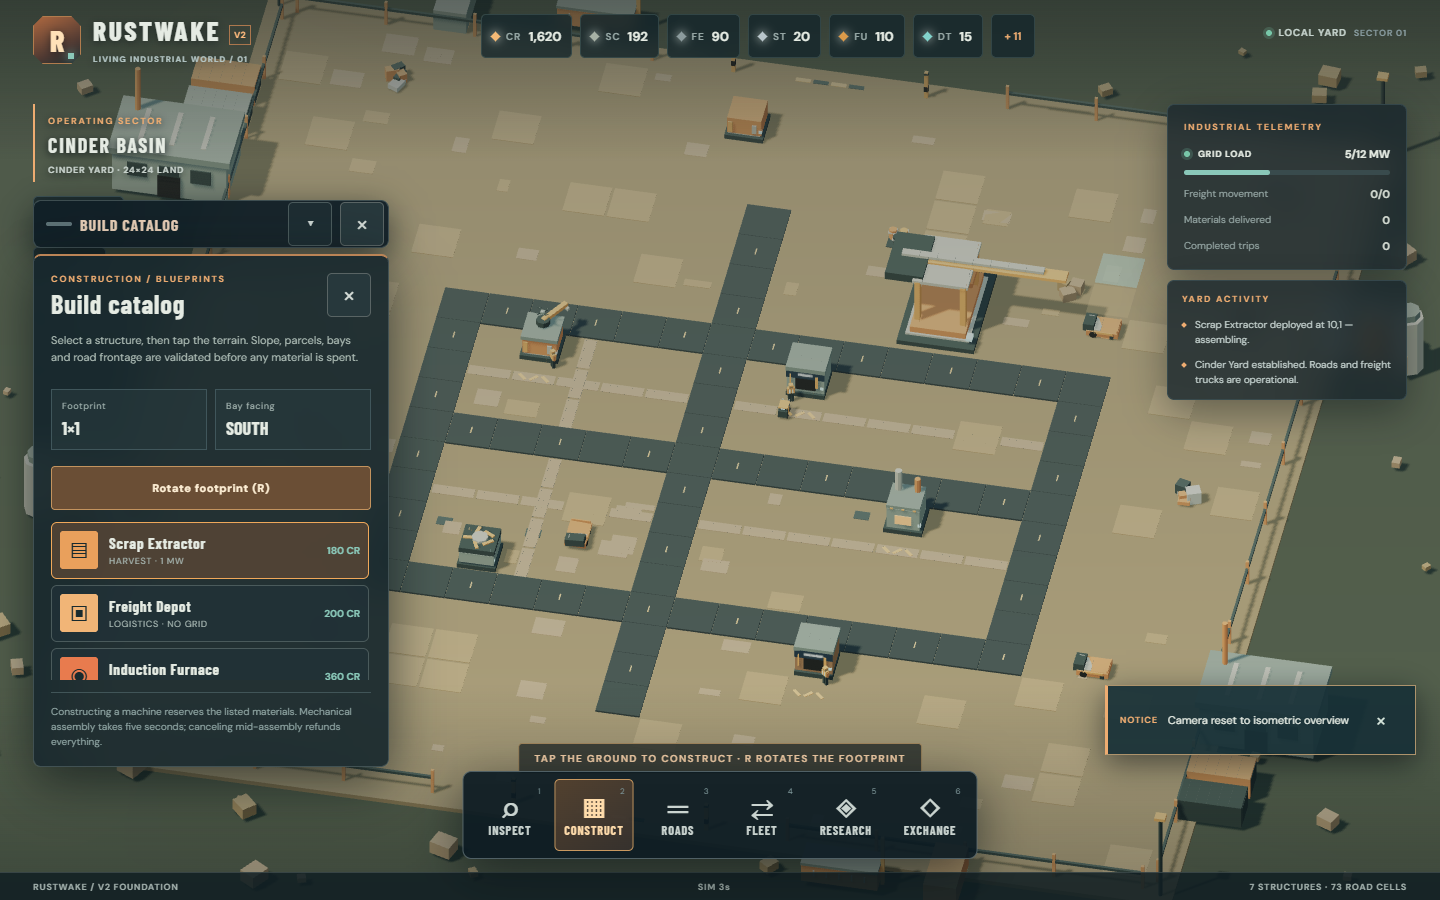 R
RUSTWAKE V2
LIVING INDUSTRIAL WORLD / 01
CR 1,620
SC 192
FE 90
ST 20
FU 110
DT 15
+11
LOCAL YARD SECTOR 01
OPERATING SECTOR
CINDER BASIN
CINDER YARD · 24×24 LAND
BUILD CATALOG
▼
×
CONSTRUCTION / BLUEPRINTS
Build catalog
×
Select a structure, then tap the terrain. Slope, parcels, bays
and road frontage are validated before any material is spent.
Footprint
1×1
Bay facing
SOUTH
Rotate footprint (R)
Scrap Extractor
HARVEST · 1 MW
180 CR
Freight Depot
LOGISTICS · NO GRID
200 CR
Induction Furnace
360 CR
Constructing a machine reserves the listed materials. Mechanical
assembly takes five seconds; canceling mid-assembly refunds
everything.
INDUSTRIAL TELEMETRY
GRID LOAD 5/12 MW
Freight movement 0/0
Materials delivered 0
Completed trips 0
YARD ACTIVITY
Scrap Extractor deployed at 10,1 —
assembling.
Cinder Yard established. Roads and freight
trucks are operational.
NOTICE Camera reset to isometric overview ×
TAP THE GROUND TO CONSTRUCT · R ROTATES THE FOOTPRINT
1
INSPECT
2
CONSTRUCT
3
ROADS
4
FLEET
5
RESEARCH
6
EXCHANGE
RUSTWAKE / V2 FOUNDATION
SIM 3s
7 STRUCTURES · 73 ROAD CELLS